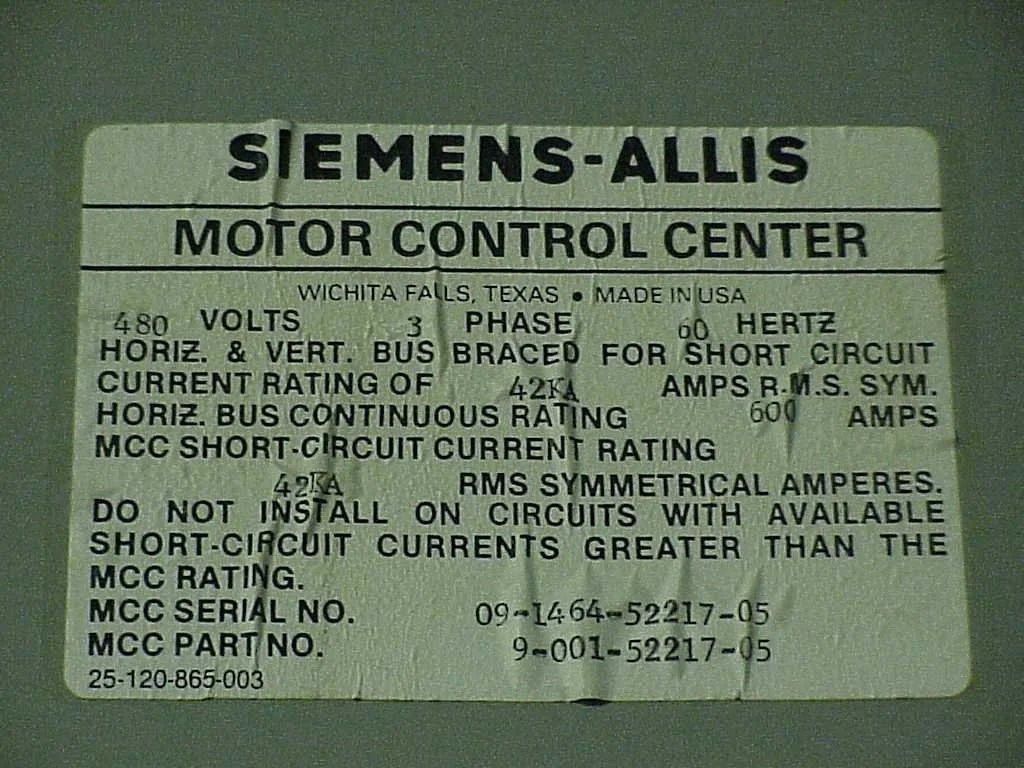 SIEMENS-ALLIS
MOTOR CONTROL CENTER
WICHITA FALLS, TEXAS • MADE IN USA
480 VOLTS 3 PHASE 60 HERTZ
HORIZ. & VERT. BUS BRACED FOR SHORT CIRCUIT
CURRENT RATING OF 42KA AMPS R.M.S. SYM.
HORIZ. BUS CONTINUOUS RATING 600 AMPS
MCC SHORT-CIRCUIT CURRENT RATING
42KA RMS SYMMETRICAL AMPERES.
DO NOT INSTALL ON CIRCUITS WITH AVAILABLE
SHORT-CIRCUIT CURRENTS GREATER THAN THE
MCC RATING.
MCC SERIAL NO. 09-1464-52217-05
MCC PART NO. 9-001-52217-05
25-120-865-003